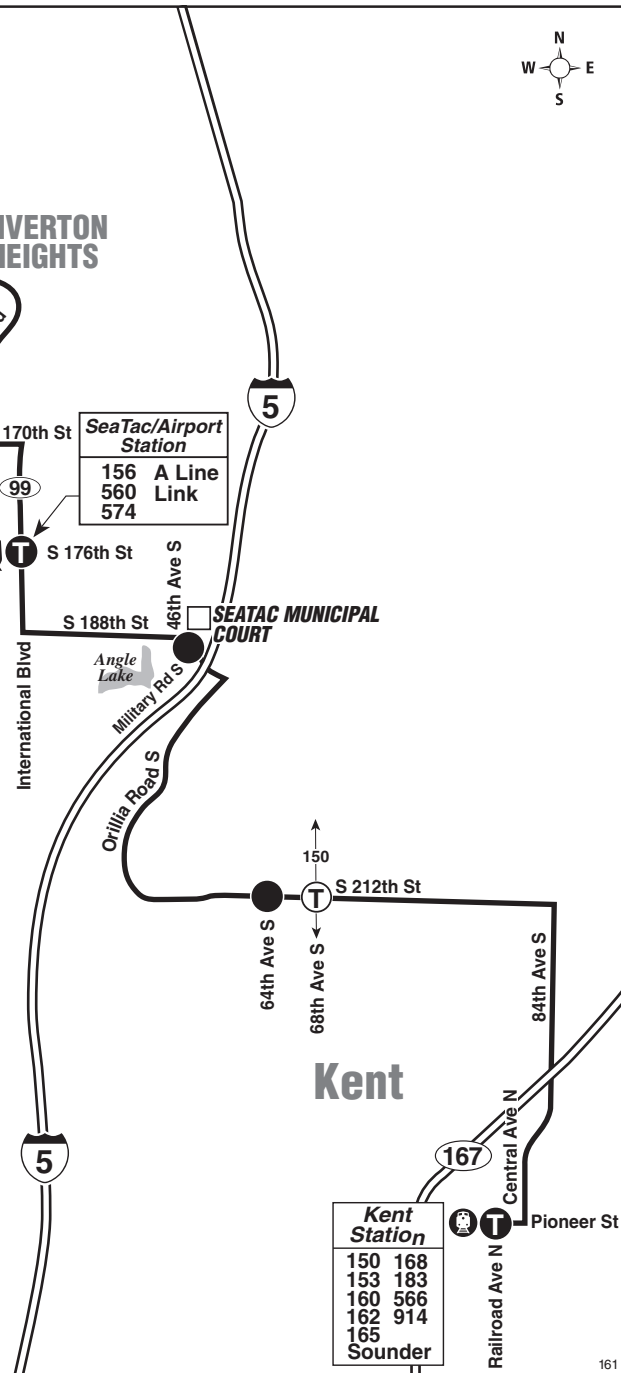 N
W E
S
IVERTON
HEIGHTS
5
170th St
SeaTac/Airport
Station
156 A Line
560 Link
574
99
T
S 176th St
46th Ave S
S 188th St
SEATAC MUNICIPAL
COURT
Angle
Lake
Military Rd S
International Blvd
Orillia Road S
150
T
S 212th St
64th Ave S
68th Ave S
84th Ave S
Kent
5
167
Central Ave N
Kent
Station
150 168
153 183
160 566
162 914
165
Sounder
T
Pioneer St
Railroad Ave N
161